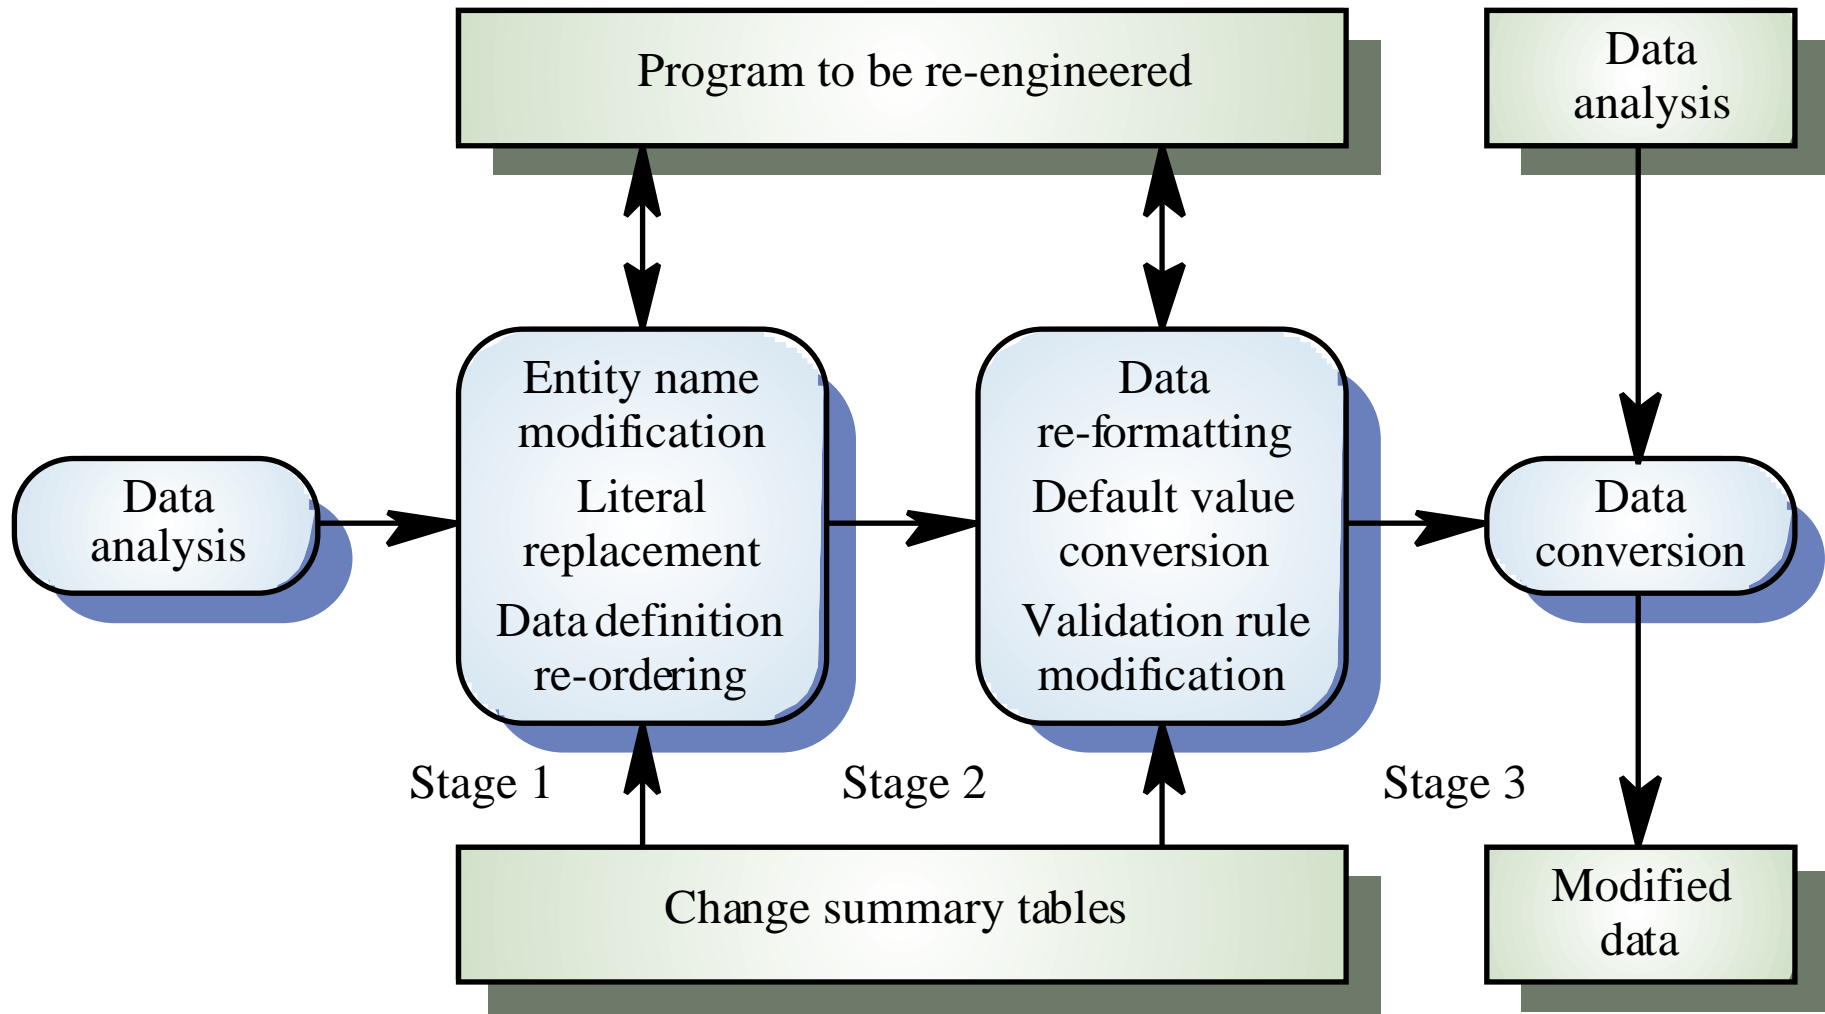 Program to be re-engineered
Data
analysis
Data
analysis
Entity name
modification
Literal
replacement
Data definition
re-ordering
Data
re-formatting
Default value
conversion
Validation rule
modification
Data
conversion
Stage 1
Stage 2
Stage 3
Change summary tables
Modified
data